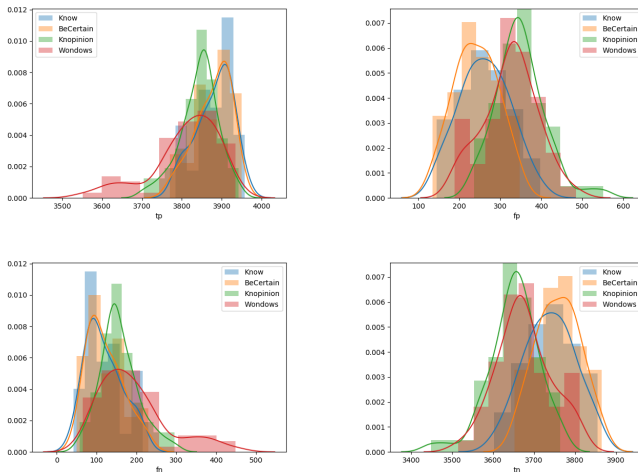 0.012
0.010
0.008
0.006
0.004
0.002
0.000
3500 3600 3700 3800 3900 4000
tp
Know
BeCertain
Knopinion
Wondows
0.007
0.006
0.005
0.004
0.003
0.002
0.001
0.000
100 200 300 400 500 600
fp
Know
BeCertain
Knopinion
Wondows
0.012
0.010
0.008
0.006
0.004
0.002
0.000
0 100 200 300 400 500
fn
Know
BeCertain
Knopinion
Wondows
0.007
0.006
0.005
0.004
0.003
0.002
0.001
0.000
3400 3500 3600 3700 3800 3900
tn
Know
BeCertain
Knopinion
Wondows